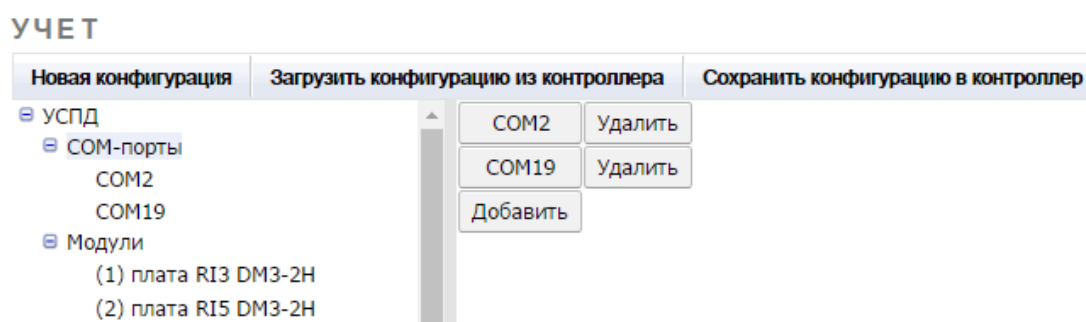 УЧЕТ
Новая конфигурация Загрузить конфигурацию из контроллера Сохранить конфигурацию в контроллер
УСПД
COM-порты
COM2
COM19
Модули
(1) плата RI3 DM3-2H
(2) плата RI5 DM3-2H
COM2 Удалить
COM19 Удалить
Добавить